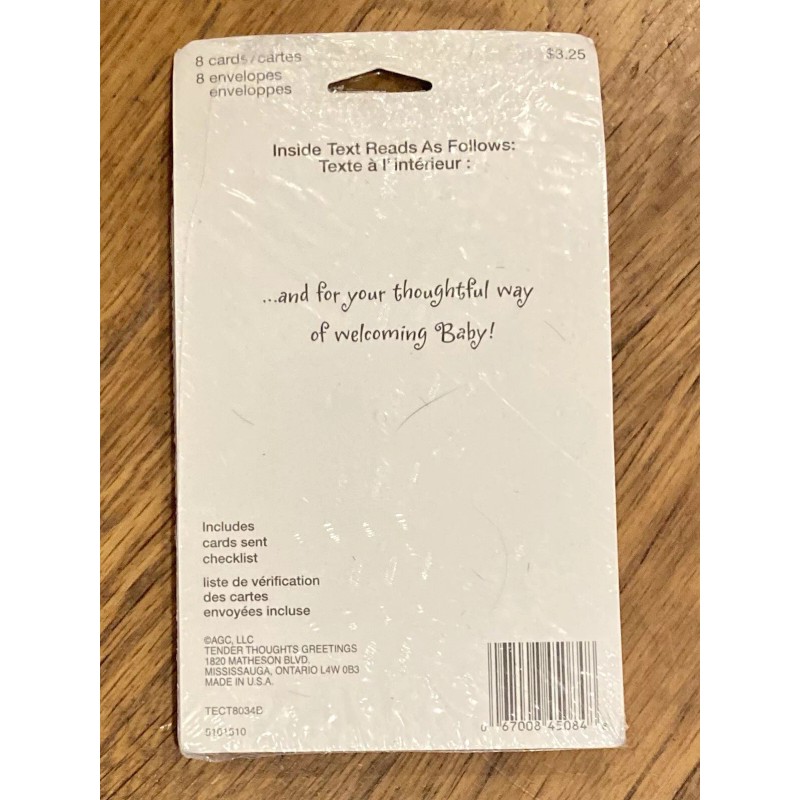 8 cards/cartes
8 envelopes
enveloppes
$3.25
Inside Text Reads As Follows:
Texte à l'intérieur :
...and for your thoughtful way
of welcoming Baby!
Includes
cards sent
checklist
liste de vérification
des cartes
envoyées incluse
©AGC, LLC
TENDER THOUGHTS GREETINGS
1820 MATHESON BLVD.
MISSISSAUGA, ONTARIO L4W 0B3
MADE IN U.S.A.
67008